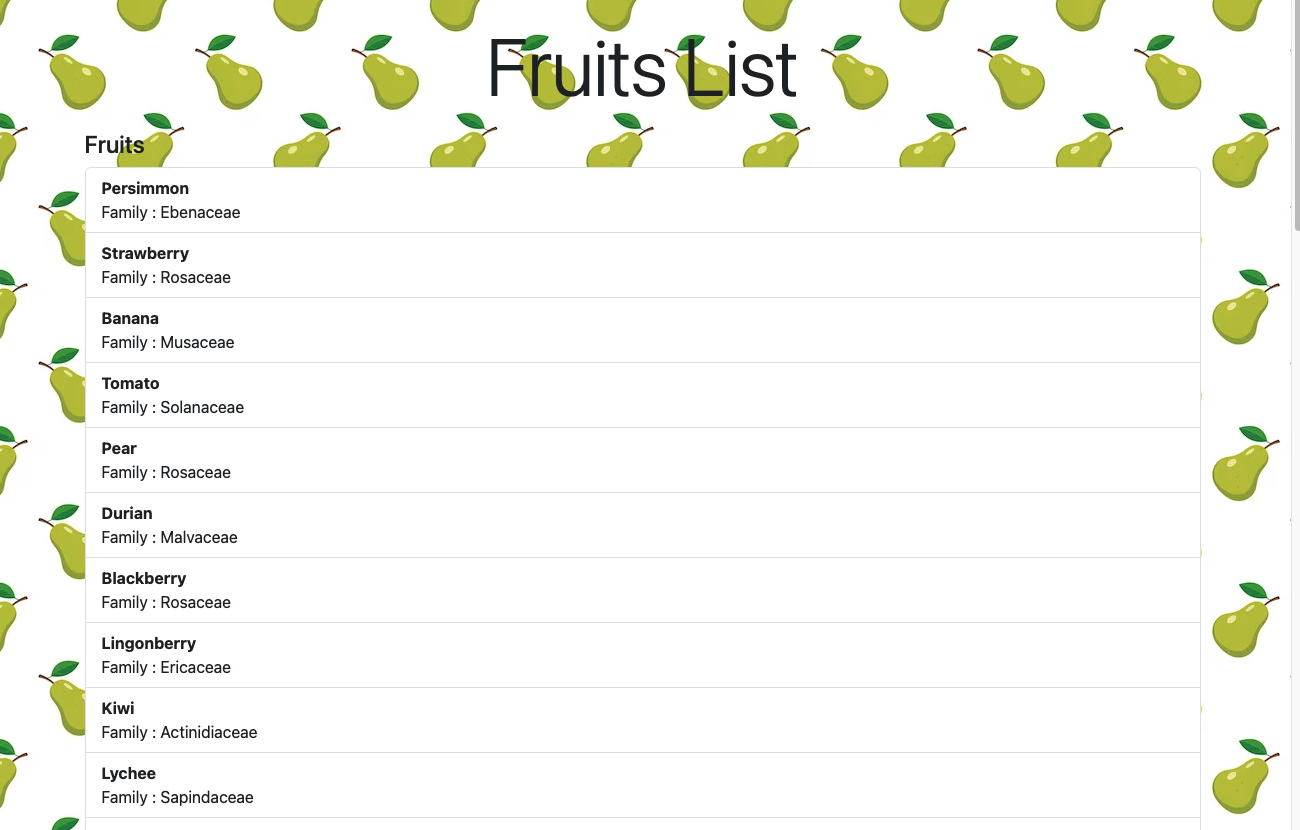 Fruits List
Fruits
Persimmon
Family : Ebenaceae
Strawberry
Family : Rosaceae
Banana
Family : Musaceae
Tomato
Family : Solanaceae
Pear
Family : Rosaceae
Durian
Family : Malvaceae
Blackberry
Family : Rosaceae
Lingonberry
Family : Ericaceae
Kiwi
Family : Actinidiaceae
Lychee
Family : Sapindaceae